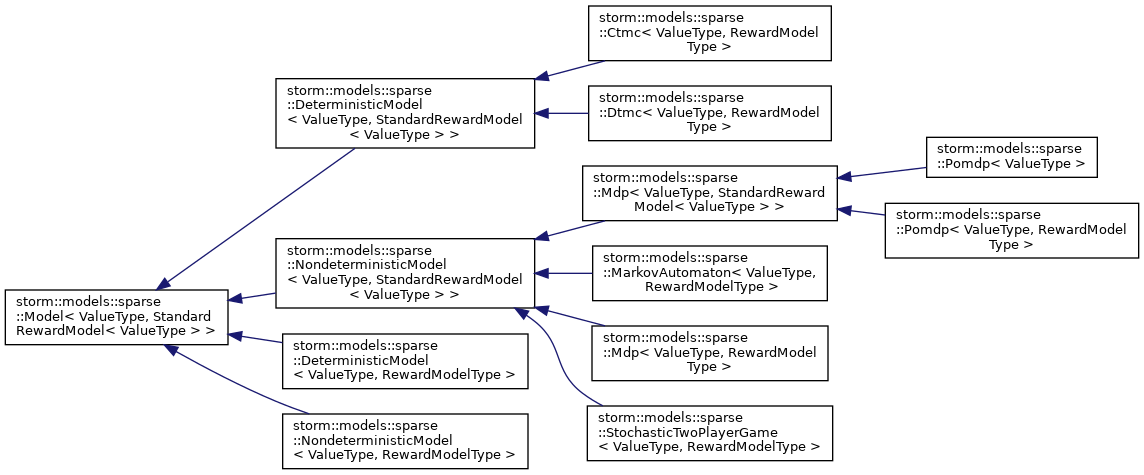 storm::models::sparse
::Ctmc< ValueType, RewardModel
Type >
storm::models::sparse
::DeterministicModel
< ValueType, StandardRewardModel
< ValueType > >
storm::models::sparse
::Dtmc< ValueType, RewardModel
Type >
storm::models::sparse
::Pomdp< ValueType >
storm::models::sparse
::Mdp< ValueType, StandardReward
Model< ValueType > >
storm::models::sparse
::Pomdp< ValueType, RewardModel
Type >
storm::models::sparse
::NondeterministicModel
< ValueType, StandardRewardModel
< ValueType > >
storm::models::sparse
::MarkovAutomaton< ValueType,
RewardModelType >
storm::models::sparse
::Model< ValueType, Standard
RewardModel< ValueType > >
storm::models::sparse
::Mdp< ValueType, RewardModel
Type >
storm::models::sparse
::DeterministicModel
< ValueType, RewardModelType >
storm::models::sparse
::StochasticTwoPlayerGame
< ValueType, RewardModelType >
storm::models::sparse
::NondeterministicModel
< ValueType, RewardModelType >